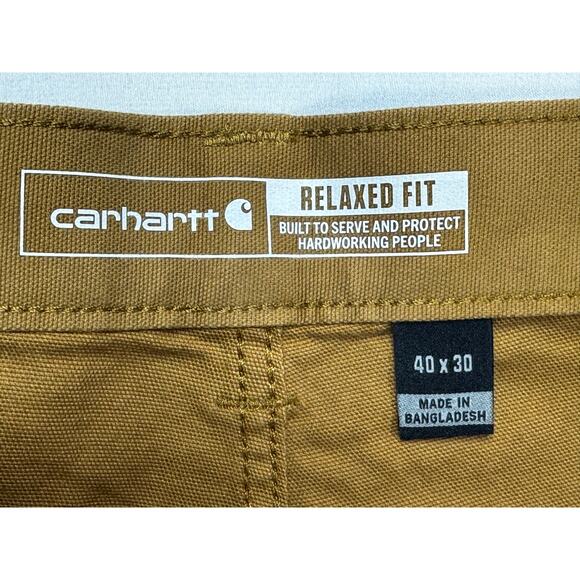 carhartt
RELAXED FIT
BUILT TO SERVE AND PROTECT
HARDWORKING PEOPLE
40 x 30
MADE IN
BANGLADESH